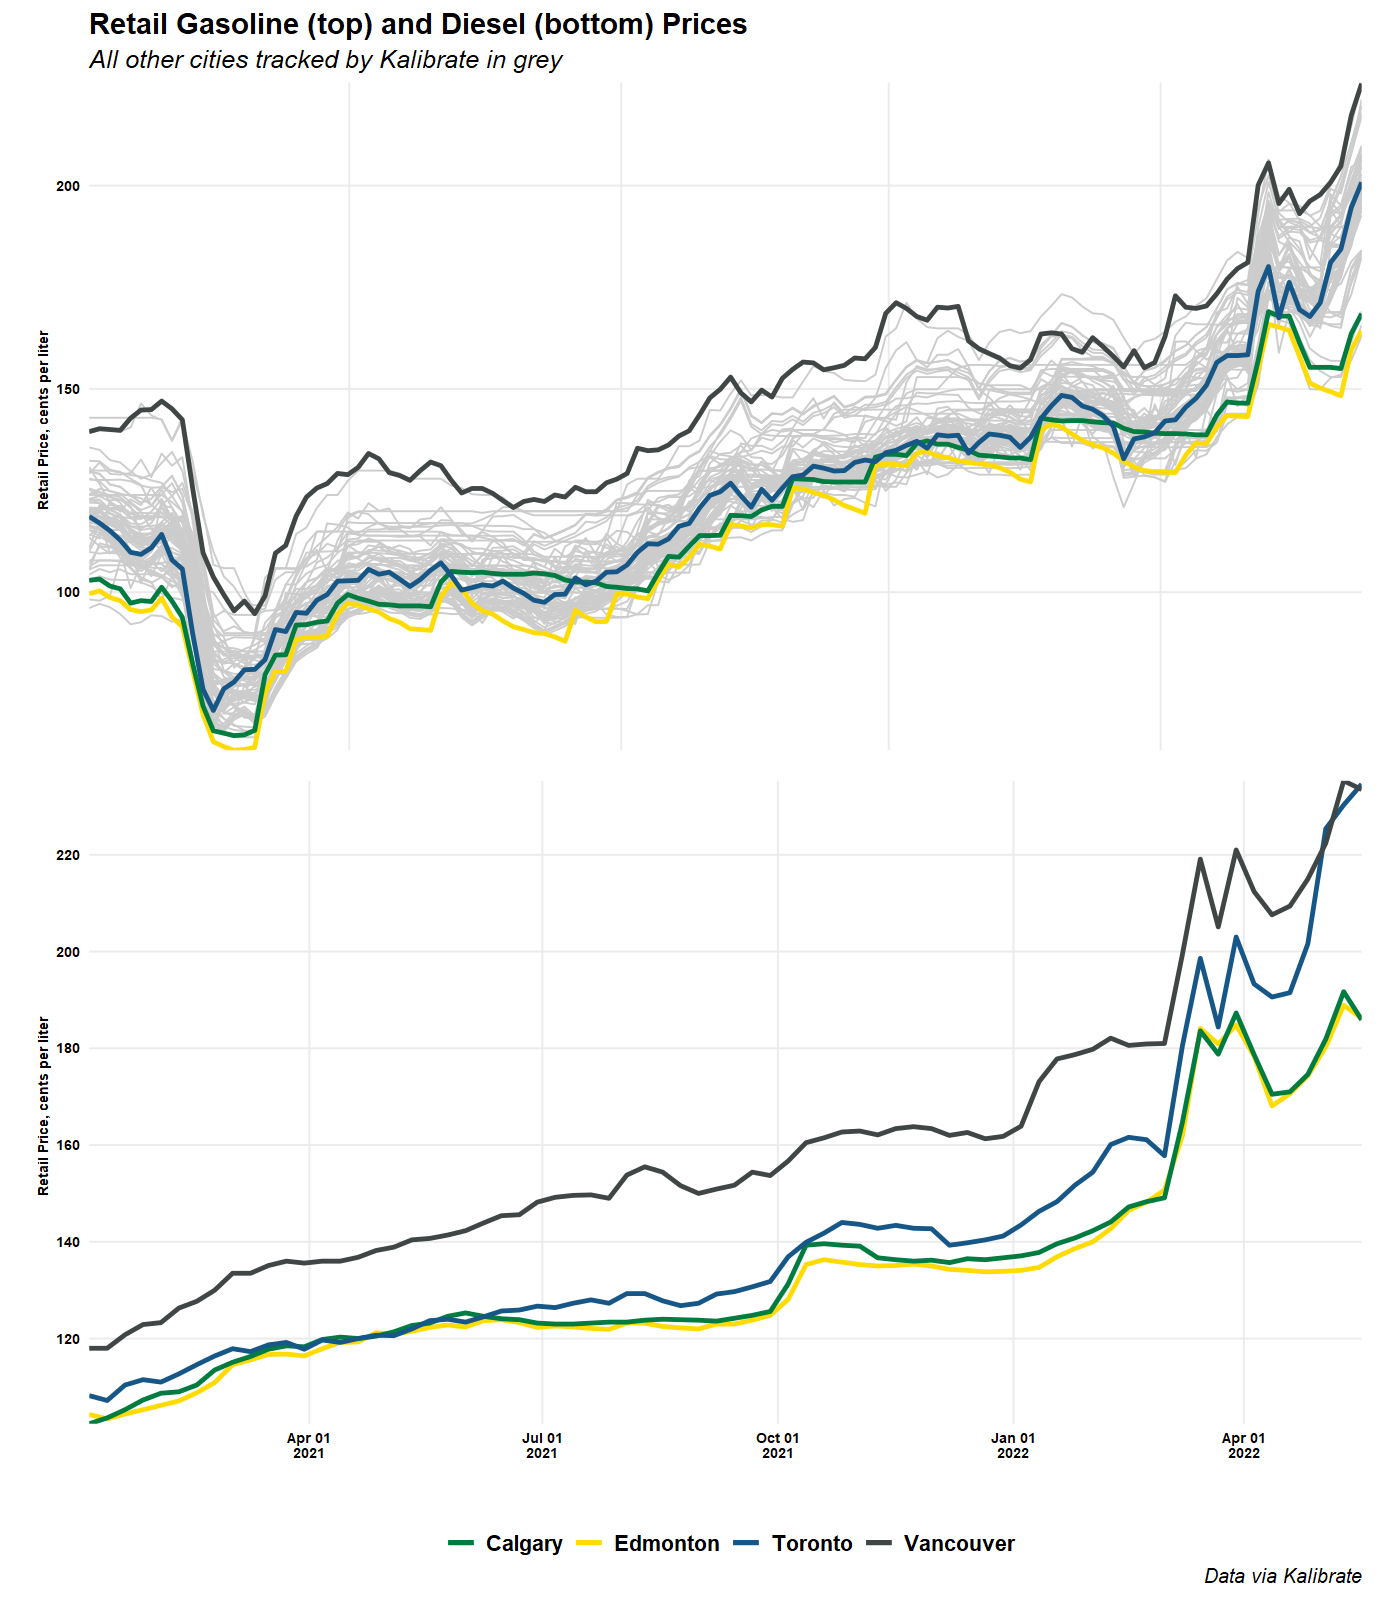 Retail Gasoline (top) and Diesel (bottom) Prices
All other cities tracked by Kalibrate in grey
Retail Price, cents per liter
200
150
100
Retail Price, cents per liter
220
200
180
160
140
120
Apr 01
2021
Jul 01
2021
Oct 01
2021
Jan 01
2022
Apr 01
2022
Calgary Edmonton Toronto Vancouver
Data via Kalibrate